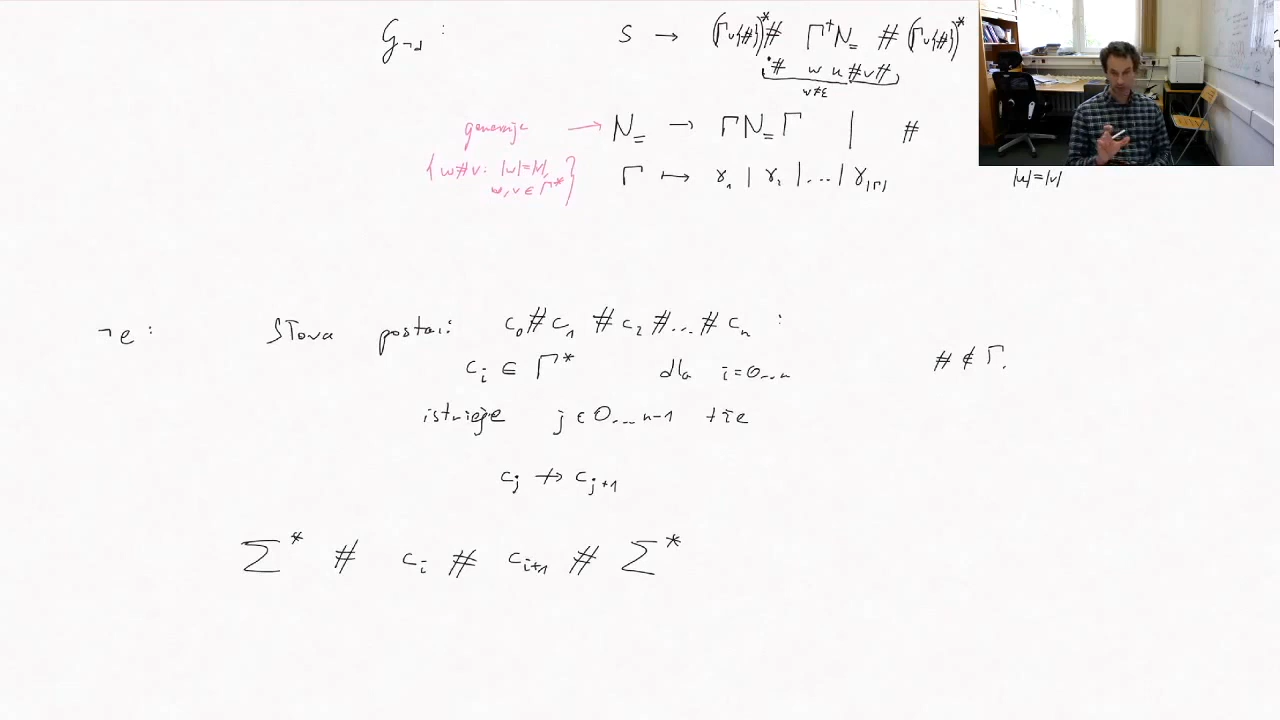 G¬d : S → (Γ∪{#})*# Γ⁺N₌ #(Γ∪{#})*
# w u #v#
w≠ε
generuje → N₌ → ΓN₌Γ | #
{w#v: |w|=|v|, w,v ∈ Γ*}
Γ ↦ γ₁ | γ₂ | ... | γ|Γ|
|u|=|v|
¬e : Słowa postaci: c₀#c₁ #c₂ #... # cₙ :
cᵢ ∈ Γ* dla i=0...n
# ∉ Γ.
istnieje j ∈ 0...n-1 tże
cⱼ ↛ cⱼ₊₁
Σ* # cᵢ # cᵢ₊₁ # Σ*